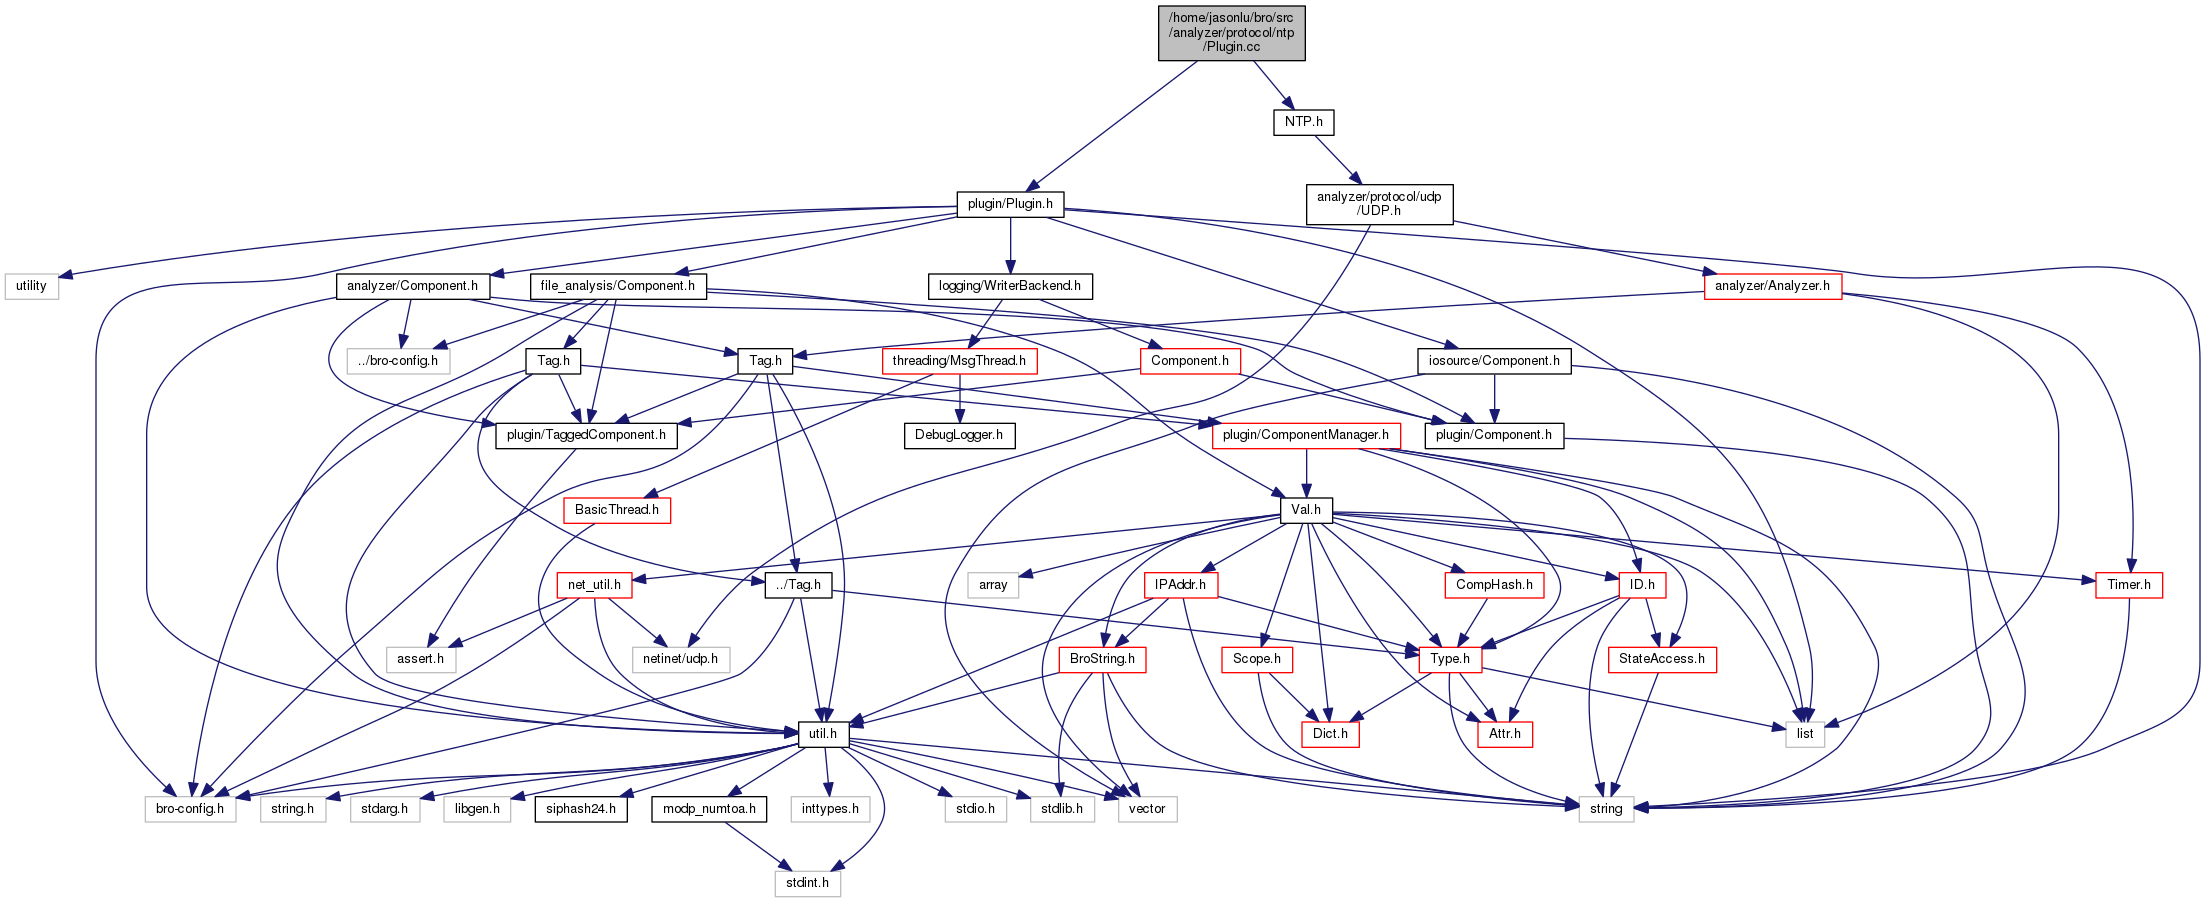 /home/jasonlu/bro/src
/analyzer/protocol/ntp
/Plugin.cc
NTP.h
plugin/Plugin.h
analyzer/protocol/udp
/UDP.h
utility
analyzer/Component.h
file_analysis/Component.h
logging/WriterBackend.h
analyzer/Analyzer.h
../bro-config.h
Tag.h
Tag.h
threading/MsgThread.h
Component.h
iosource/Component.h
plugin/TaggedComponent.h
DebugLogger.h
plugin/ComponentManager.h
plugin/Component.h
BasicThread.h
Val.h
net_util.h
../Tag.h
array
IPAddr.h
CompHash.h
ID.h
Timer.h
assert.h
netinet/udp.h
BroString.h
Scope.h
Type.h
StateAccess.h
util.h
Dict.h
Attr.h
list
bro-config.h
string.h
stdarg.h
libgen.h
siphash24.h
modp_numtoa.h
inttypes.h
stdio.h
stdlib.h
vector
string
stdint.h